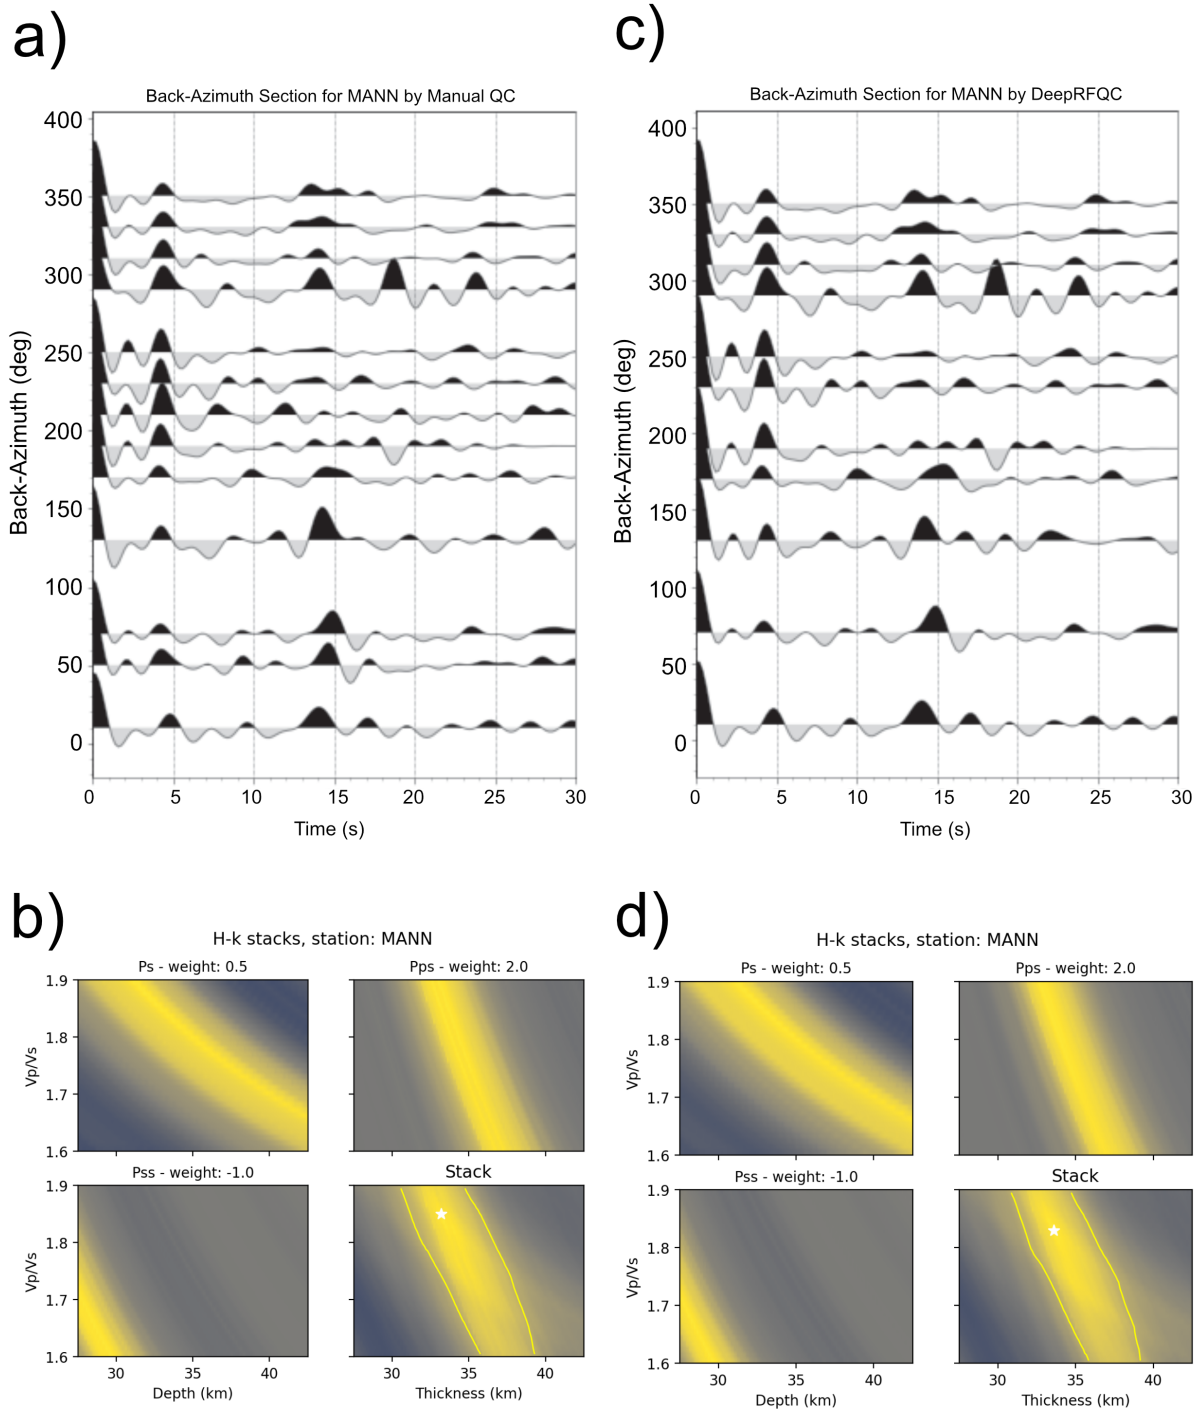 a)
Back-Azimuth Section for MANN by Manual QC
400
350
300
250
200
150
100
50
0
Back-Azimuth (deg)
0 5 10 15 20 25 30
Time (s)
c)
Back-Azimuth Section for MANN by DeepRFQC
400
350
300
250
200
150
100
50
0
Back-Azimuth (deg)
0 5 10 15 20 25 30
Time (s)
b)
H-k stacks, station: MANN
Ps - weight: 0.5
Pps - weight: 2.0
1.9
1.8
1.7
1.6
Vp/Vs
Pss - weight: -1.0
Stack
1.9
1.8
1.7
1.6
Vp/Vs
30 35 40
Depth (km)
30 35 40
Thickness (km)
d)
H-k stacks, station: MANN
Ps - weight: 0.5
Pps - weight: 2.0
1.9
1.8
1.7
1.6
Vp/Vs
Pss - weight: -1.0
Stack
1.9
1.8
1.7
1.6
Vp/Vs
30 35 40
Depth (km)
30 35 40
Thickness (km)